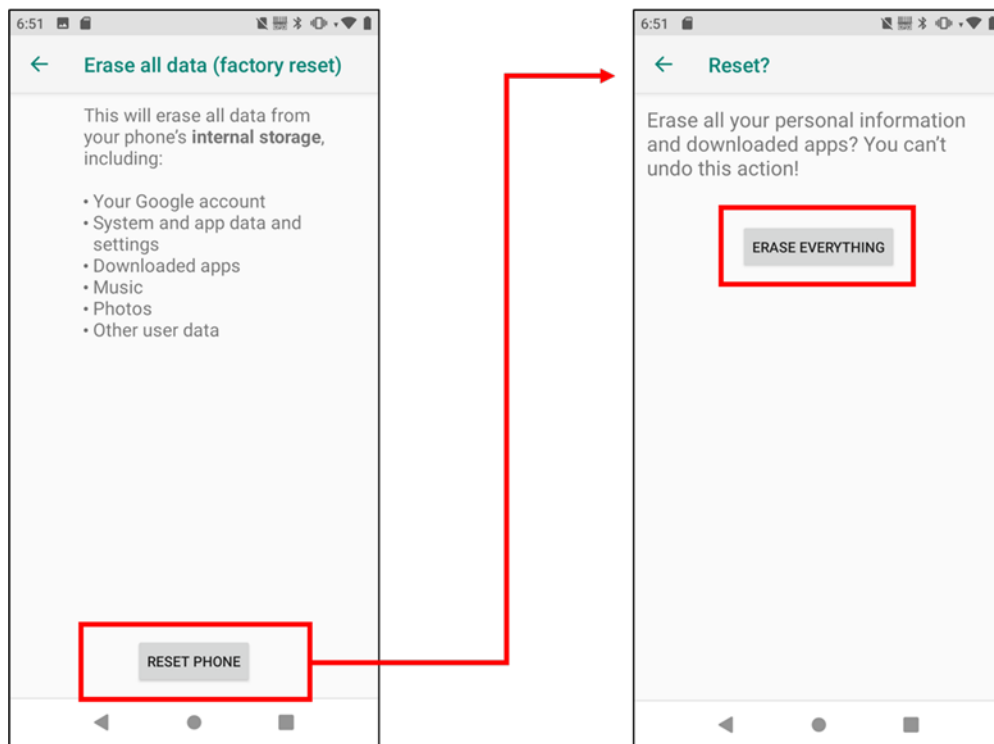 6:51
Erase all data (factory reset)
This will erase all data from
your phone's internal storage,
including:
• Your Google account
• System and app data and
settings
• Downloaded apps
• Music
• Photos
• Other user data
RESET PHONE
6:51
Reset?
Erase all your personal information
and downloaded apps? You can't
undo this action!
ERASE EVERYTHING